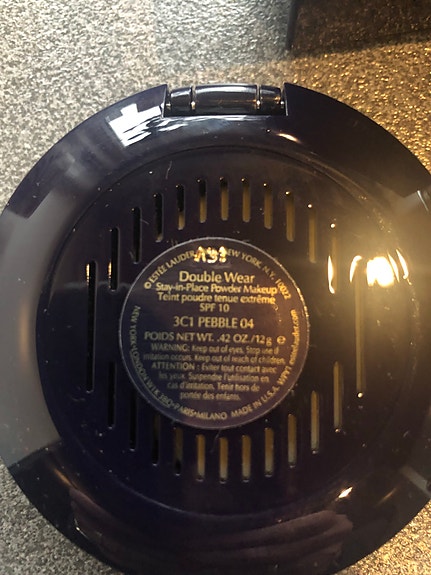 © ESTÉE LAUDER NEW YORK, N.Y. 10022
A93
Double Wear
Stay-in-Place Powder Makeup
Teint poudre tenue extrême
SPF 10
3C1 PEBBLE 04
POIDS NET WT. .42 OZ./12g e
WARNING: Keep out of eyes. Stop use if
irritation occurs. Keep out of reach of children.
ATTENTION : Éviter tout contact avec
les yeux. Suspendre l'utilisation en
cas d'irritation. Tenir hors de
portée des enfants.
NEW YORK•LONDON PARIS•MILANO MADE IN U.S.A. esteelauder.com